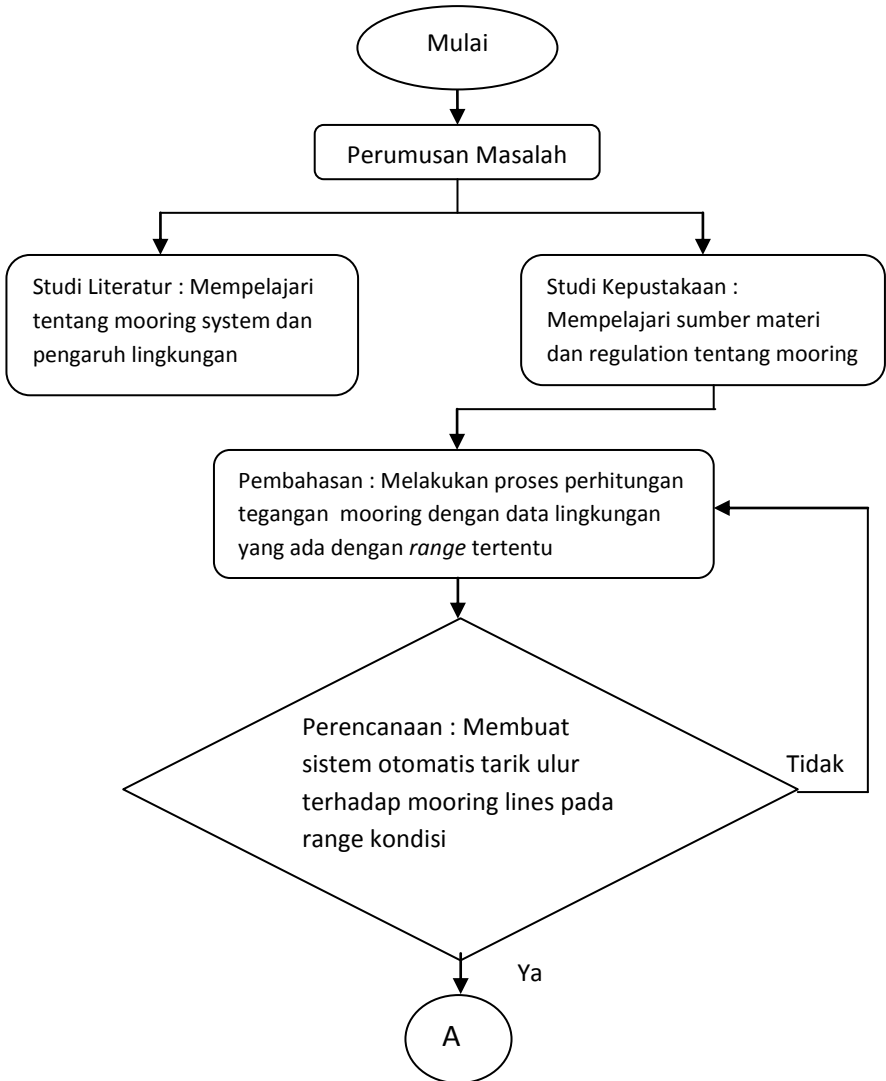 Mulai
Perumusan Masalah
Studi Literatur : Mempelajari
tentang mooring system dan
pengaruh lingkungan
Studi Kepustakaan :
Mempelajari sumber materi
dan regulation tentang mooring
Pembahasan : Melakukan proses perhitungan
tegangan mooring dengan data lingkungan
yang ada dengan range tertentu
Perencanaan : Membuat
sistem otomatis tarik ulur
terhadap mooring lines pada
range kondisi
Tidak
Ya
A